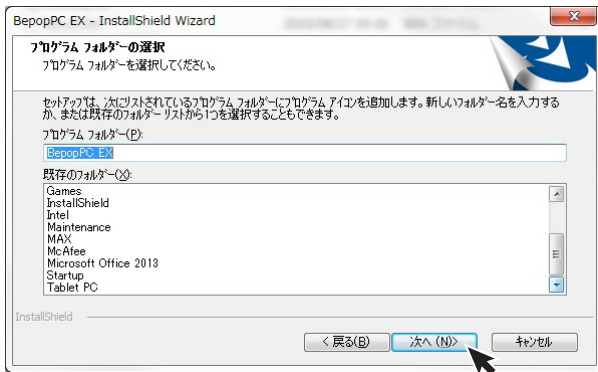 BepopPC EX - InstallShield Wizard
プログラム フォルダーの選択
プログラム フォルダーを選択してください。
セットアップは、次にリストされているプログラム フォルダーにプログラム アイコンを追加します。新しいフォルダー名を入力する
か、または既存のフォルダー リストから1つを選択することもできます。
プログラム フォルダー(P):
BepopPC EX
既存のフォルダー(X):
Games
InstallShield
Intel
Maintenance
MAX
McAfee
Microsoft Office 2013
Startup
Tablet PC
InstallShield
< 戻る(B)
次へ (N)>
キャンセル